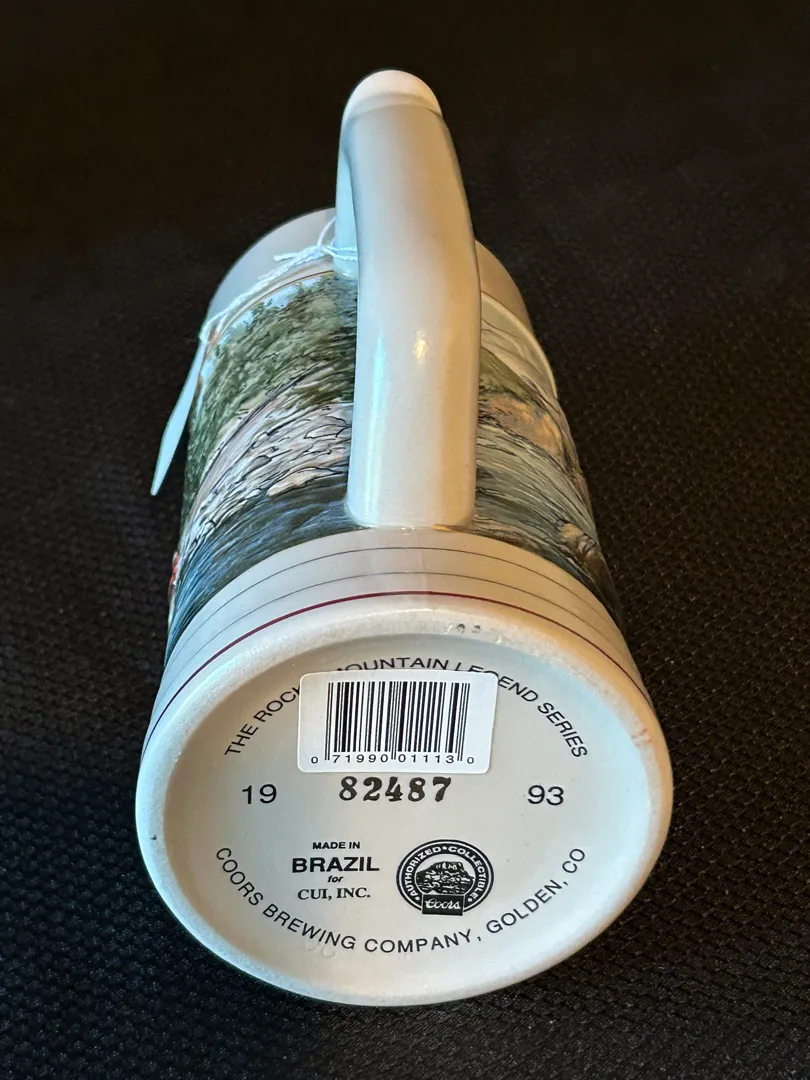 THE ROCKY MOUNTAIN LEGEND SERIES
0 71990 01113 0
82487
19 93
MADE IN
BRAZIL
for
CUI, INC.
AUTHORIZED • COLLECTIBLE
Coors
COORS BREWING COMPANY, GOLDEN, CO